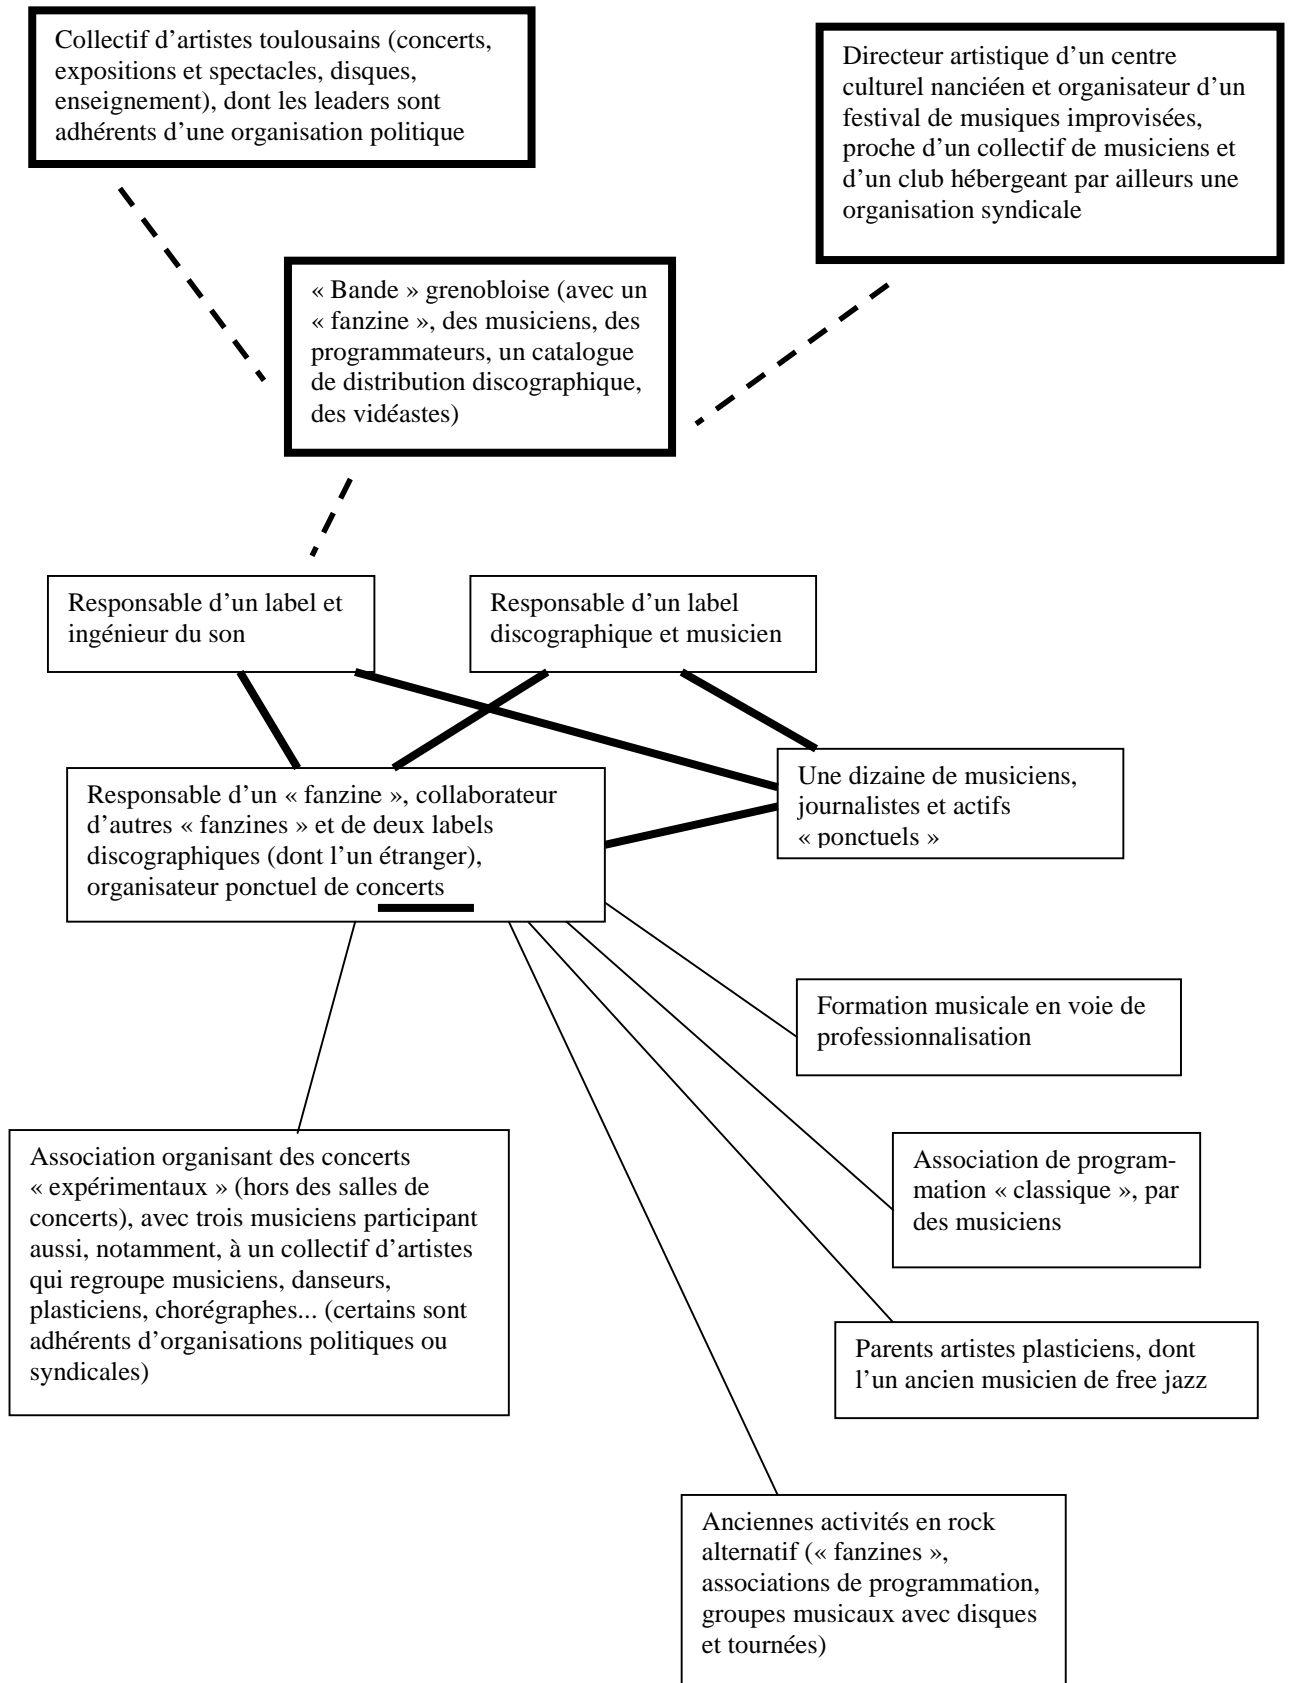 Collectif d'artistes toulousains (concerts,
expositions et spectacles, disques,
enseignement), dont les leaders sont
adhérents d'une organisation politique
Directeur artistique d'un centre
culturel nanciéen et organisateur d'un
festival de musiques improvisées,
proche d'un collectif de musiciens et
d'un club hébergeant par ailleurs une
organisation syndicale
« Bande » grenobloise (avec un
« fanzine », des musiciens, des
programmateurs, un catalogue
de distribution discographique,
des vidéastes)
Responsable d'un label et
ingénieur du son
Responsable d'un label
discographique et musicien
Une dizaine de musiciens,
journalistes et actifs
« ponctuels »
Responsable d'un « fanzine », collaborateur
d'autres « fanzines » et de deux labels
discographiques (dont l'un étranger),
organisateur ponctuel de concerts
Formation musicale en voie de
professionnalisation
Association organisant des concerts
« expérimentaux » (hors des salles de
concerts), avec trois musiciens participant
aussi, notamment, à un collectif d'artistes
qui regroupe musiciens, danseurs,
plasticiens, chorégraphes... (certains sont
adhérents d'organisations politiques ou
syndicales)
Association de program-
mation « classique », par
des musiciens
Parents artistes plasticiens, dont
l'un ancien musicien de free jazz
Anciennes activités en rock
alternatif (« fanzines »,
associations de programmation,
groupes musicaux avec disques
et tournées)